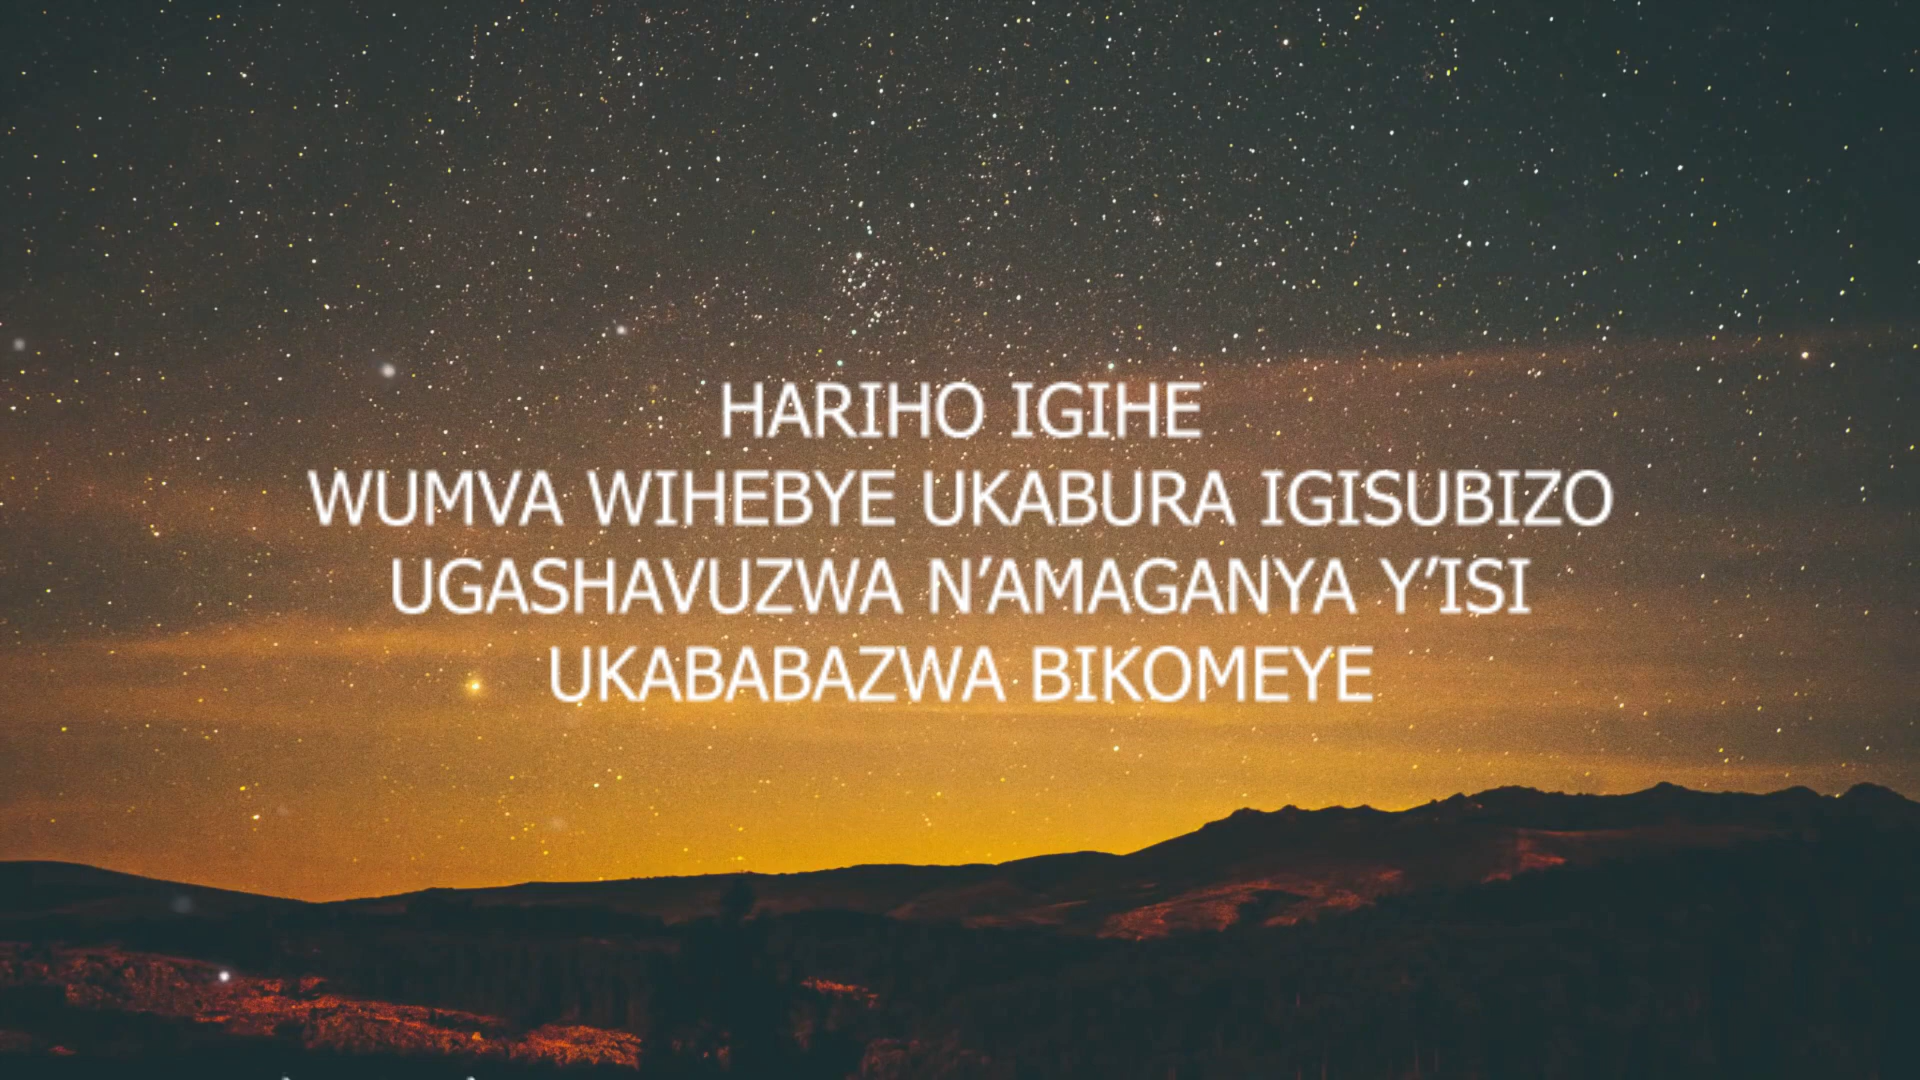 HARIHO IGIHE
WUMVA WIHEBYE UKABURA IGISUBIZO
UGASHAVUZWA N’AMAGANYA Y’ISI
UKABABAZWA BIKOMEYE